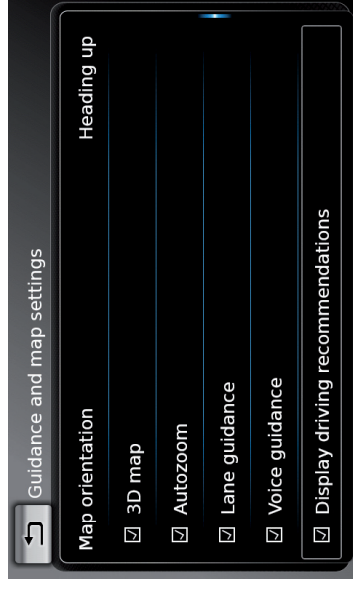 Guidance and map settings
Map orientation Heading up
3D map
Autozoom
Lane guidance
Voice guidance
Display driving recommendations